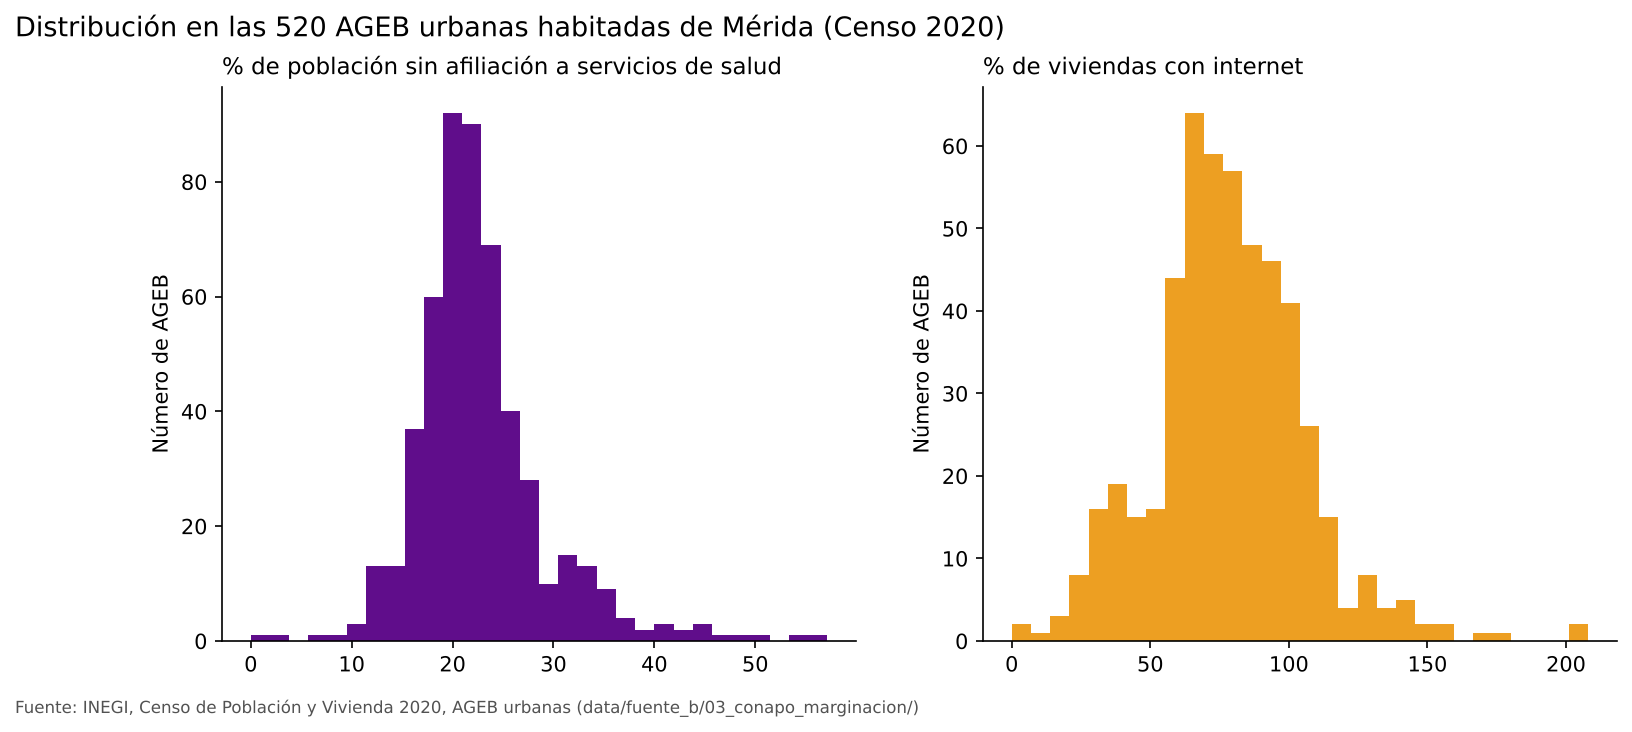 Distribución en las 520 AGEB urbanas habitadas de Mérida (Censo 2020)
% de población sin afiliación a servicios de salud
Número de AGEB
80
60
40
20
0
0 10 20 30 40 50
% de viviendas con internet
Número de AGEB
60
50
40
30
20
10
0
0 50 100 150 200
Fuente: INEGI, Censo de Población y Vivienda 2020, AGEB urbanas (data/fuente_b/03_conapo_marginacion/)